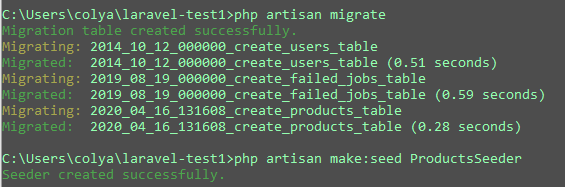 C:\Users\colya\laravel-test1>php artisan migrate
Migration table created successfully.
Migrating: 2014_10_12_000000_create_users_table
Migrated:  2014_10_12_000000_create_users_table (0.51 seconds)
Migrating: 2019_08_19_000000_create_failed_jobs_table
Migrated:  2019_08_19_000000_create_failed_jobs_table (0.59 seconds)
Migrating: 2020_04_16_131608_create_products_table
Migrated:  2020_04_16_131608_create_products_table (0.28 seconds)
C:\Users\colya\laravel-test1>php artisan make:seed ProductsSeeder
Seeder created successfully.